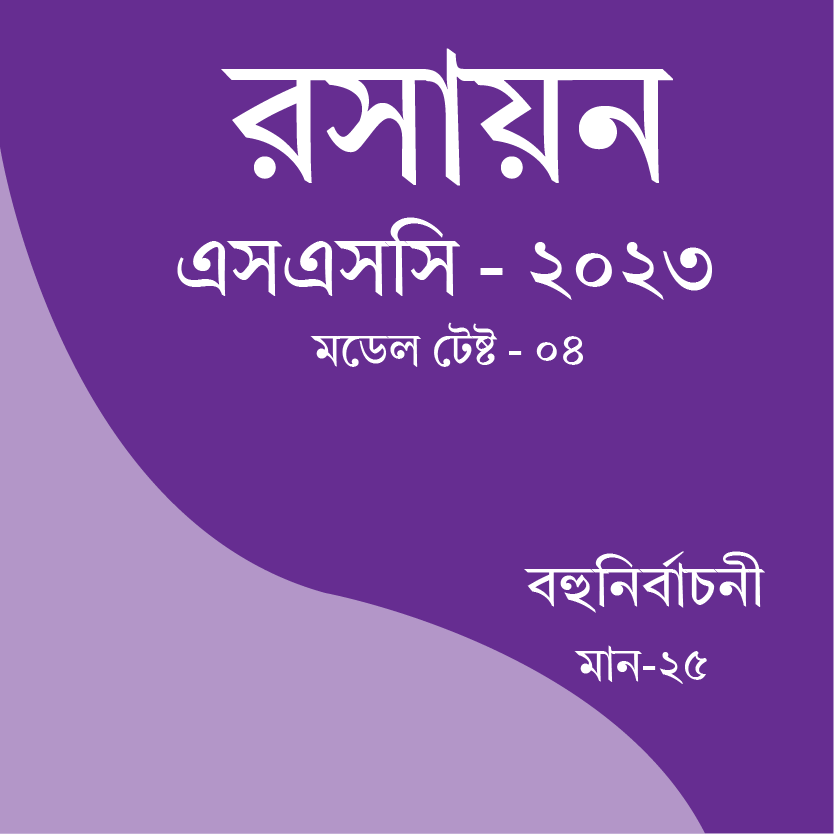 রসায়ন
এসএসসি - ২০২৩
মডেল টেষ্ট - ০৪
বহুনির্বাচনী
মান-২৫